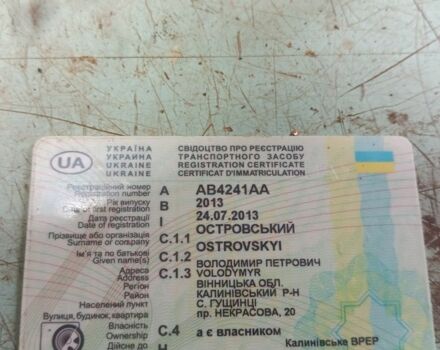 УКРАЇНА
УКРАИНА
UKRAINE
UKRAINE
UA
СВІДОЦТВО ПРО РЕЄСТРАЦІЮ
ТРАНСПОРТНОГО ЗАСОБУ
REGISTRATION CERTIFICATE
CERTIFICAT D'IMMATRICULATION
Реєстраційний номер
Registration number A AB4241AA
Рік випуску B 2013
Date of first registration
Дата реєстрації I 24.07.2013
Date of registration
Прізвище або організація C.1.1 ОСТРОВСЬКИЙ
Surname or company OSTROVSKYI
Ім'я та по батькові C.1.2 ВОЛОДИМИР ПЕТРОВИЧ
Given name(s) VOLODYMYR
Адреса C.1.3 ВІННИЦЬКА ОБЛ.
Address
Регіон КАЛИНІВСЬКИЙ Р-Н
Район С. ГУЩИНЦІ
Населений пункт пр. НЕКРАСОВА, 20
Вулиця, будинок, квартира
Власність C.4 а є власником
Ownership
Дійсне до H
Калинівське ВРЕР